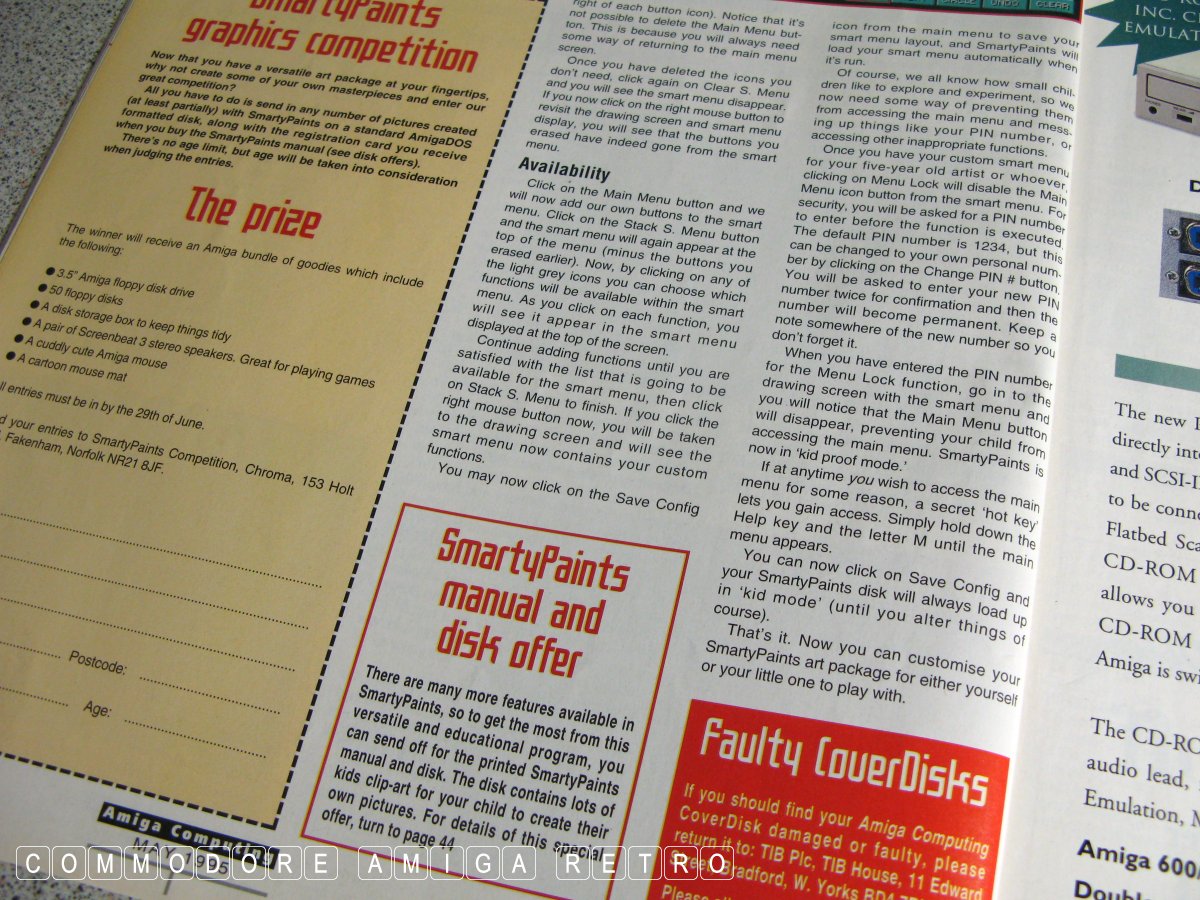 SmartyPaints
graphics competition
Now that you have a versatile art package at your fingertips,
why not create some of your own masterpieces and enter our
great competition?
All you have to do is send in any number of pictures created
(at least partially) with SmartyPaints on a standard AmigaDOS
formatted disk, along with the registration card you receive
when you buy the SmartyPaints manual (see disk offers).
There's no age limit, but age will be taken into consideration
when judging the entries.
The prize
The winner will receive an Amiga bundle of goodies which include
the following:
● 3.5" Amiga floppy disk drive
● 50 floppy disks
● A disk storage box to keep things tidy
● A pair of Screenbeat 3 stereo speakers. Great for playing games
● A cuddly cute Amiga mouse
● A cartoon mouse mat
entries must be in by the 29th of June.
your entries to SmartyPaints Competition, Chroma, 153 Holt
Fakenham, Norfolk NR21 8JF.
Postcode:
Age:
Amiga Computing
MAY 1995
right of each button icon). Notice that it's
not possible to delete the Main Menu but-
ton. This is because you will always need
some way of returning to the main menu
screen.
Once you have deleted the icons you
don't need, click again on Clear S. Menu
and you will see the smart menu disappear.
If you now click on the right mouse button to
revisit the drawing screen and smart menu
display, you will see that the buttons you
erased have indeed gone from the smart
menu.
Availability
Click on the Main Menu button and we
will now add our own buttons to the smart
menu. Click on the Stack S. Menu button
and the smart menu will again appear at the
top of the menu (minus the buttons you
erased earlier). Now, by clicking on any of
the light grey icons you can choose which
functions will be available within the smart
menu. As you click on each function, you
will see it appear in the smart menu
displayed at the top of the screen.
Continue adding functions until you are
satisfied with the list that is going to be
available for the smart menu, then click
on Stack S. Menu to finish. If you click the
right mouse button now, you will be taken
to the drawing screen and will see the
smart menu now contains your custom
functions.
You may now click on the Save Config
SmartyPaints
manual and
disk offer
There are many more features available in
SmartyPaints, so to get the most from this
versatile and educational program, you
can send off for the printed SmartyPaints
manual and disk. The disk contains lots of
kids clip-art for your child to create their
own pictures. For details of this special
offer, turn to page 44
UNDO CLEAR
icon from the main menu to save your
smart menu layout, and SmartyPaints will
load your smart menu automatically when
it's run.
Of course, we all know how small chil-
dren like to explore and experiment, so we
now need some way of preventing them
from accessing the main menu and mess-
ing up things like your PIN number, or
accessing other inappropriate functions.
Once you have your custom smart menu
for your five-year old artist or whoever,
clicking on Menu Lock will disable the Main
Menu icon button from the smart menu. For
security, you will be asked for a PIN number
to enter before the function is executed.
The default PIN number is 1234, but this
can be changed to your own personal num-
ber by clicking on the Change PIN # button.
You will be asked to enter your new PIN
number twice for confirmation and then the
number will become permanent. Keep a
note somewhere of the new number so you
don't forget it.
When you have entered the PIN number
for the Menu Lock function, go in to the
drawing screen with the smart menu and
you will notice that the Main Menu button
will disappear, preventing your child from
accessing the main menu. SmartyPaints is
now in 'kid proof mode.'
If at anytime you wish to access the main
menu for some reason, a secret 'hot key'
lets you gain access. Simply hold down the
Help key and the letter M until the main
menu appears.
You can now click on Save Config and
your SmartyPaints disk will always load up
in 'kid mode' (until you alter things of
course).
That's it. Now you can customise your
SmartyPaints art package for either yourself
or your little one to play with.
Faulty CoverDisks
If you should find your Amiga Computing
CoverDisk damaged or faulty, please
return it to: TIB Plc, TIB House, 11 Edward
Street, Bradford, W. Yorks BD4
Please
INC. C
EMULAT
The new
directly int
and SCSI-I
to be conne
Flatbed Sca
CD-ROM
allows you
CD-ROM
Amiga is swi
The CD-RO
audio lead,
Emulation, M
Amiga 600/
Doubl
COMMODORE AMIGA RETRO